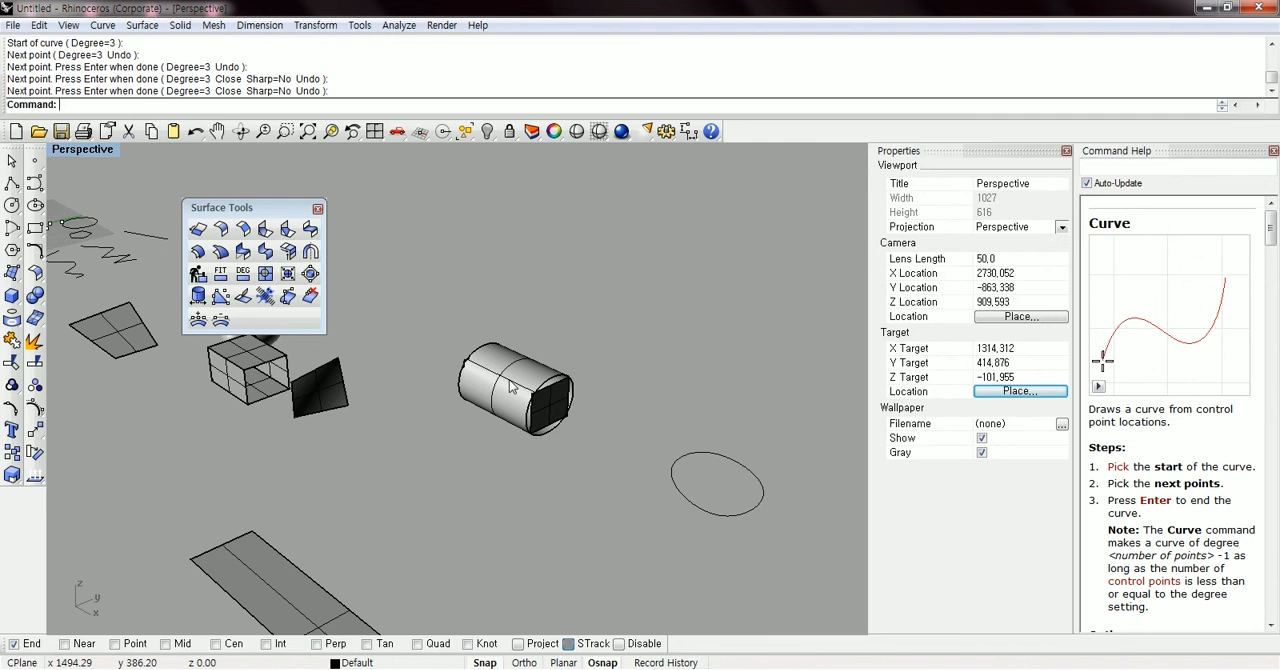 Untitled - Rhinoceros (Corporate) - [Perspective]
File Edit View Curve Surface Solid Mesh Dimension Transform Tools Analyze Render Help
Start of curve ( Degree=3 ):
Next point ( Degree=3 Undo ):
Next point. Press Enter when done ( Degree=3 Undo ):
Next point. Press Enter when done ( Degree=3 Close Sharp=No Undo ):
Next point. Press Enter when done ( Degree=3 Close Sharp=No Undo ):
Command:
Perspective
Surface Tools
FIT DEG
z
y
x
Properties
Viewport
Title Perspective
Width 1027
Height 616
Projection Perspective
Camera
Lens Length 50,0
X Location 2730,052
Y Location -863,338
Z Location 909,593
Location Place...
Target
X Target 1314,312
Y Target 414,876
Z Target -101,955
Location Place...
Wallpaper
Filename (none) ...
Show
Gray
Command Help
Auto-Update
Curve
Draws a curve from control
point locations.
Steps:
1. Pick the start of the curve.
2. Pick the next points.
3. Press Enter to end the
curve.
Note: The Curve command
makes a curve of degree
<number of points> -1 as
long as the number of
control points is less than
or equal to the degree
setting.
End Near Point Mid Cen Int Perp Tan Quad Knot Project STrack Disable
CPlane x 1494.29 y 386.20 z 0.00 Default Snap Ortho Planar Osnap Record History